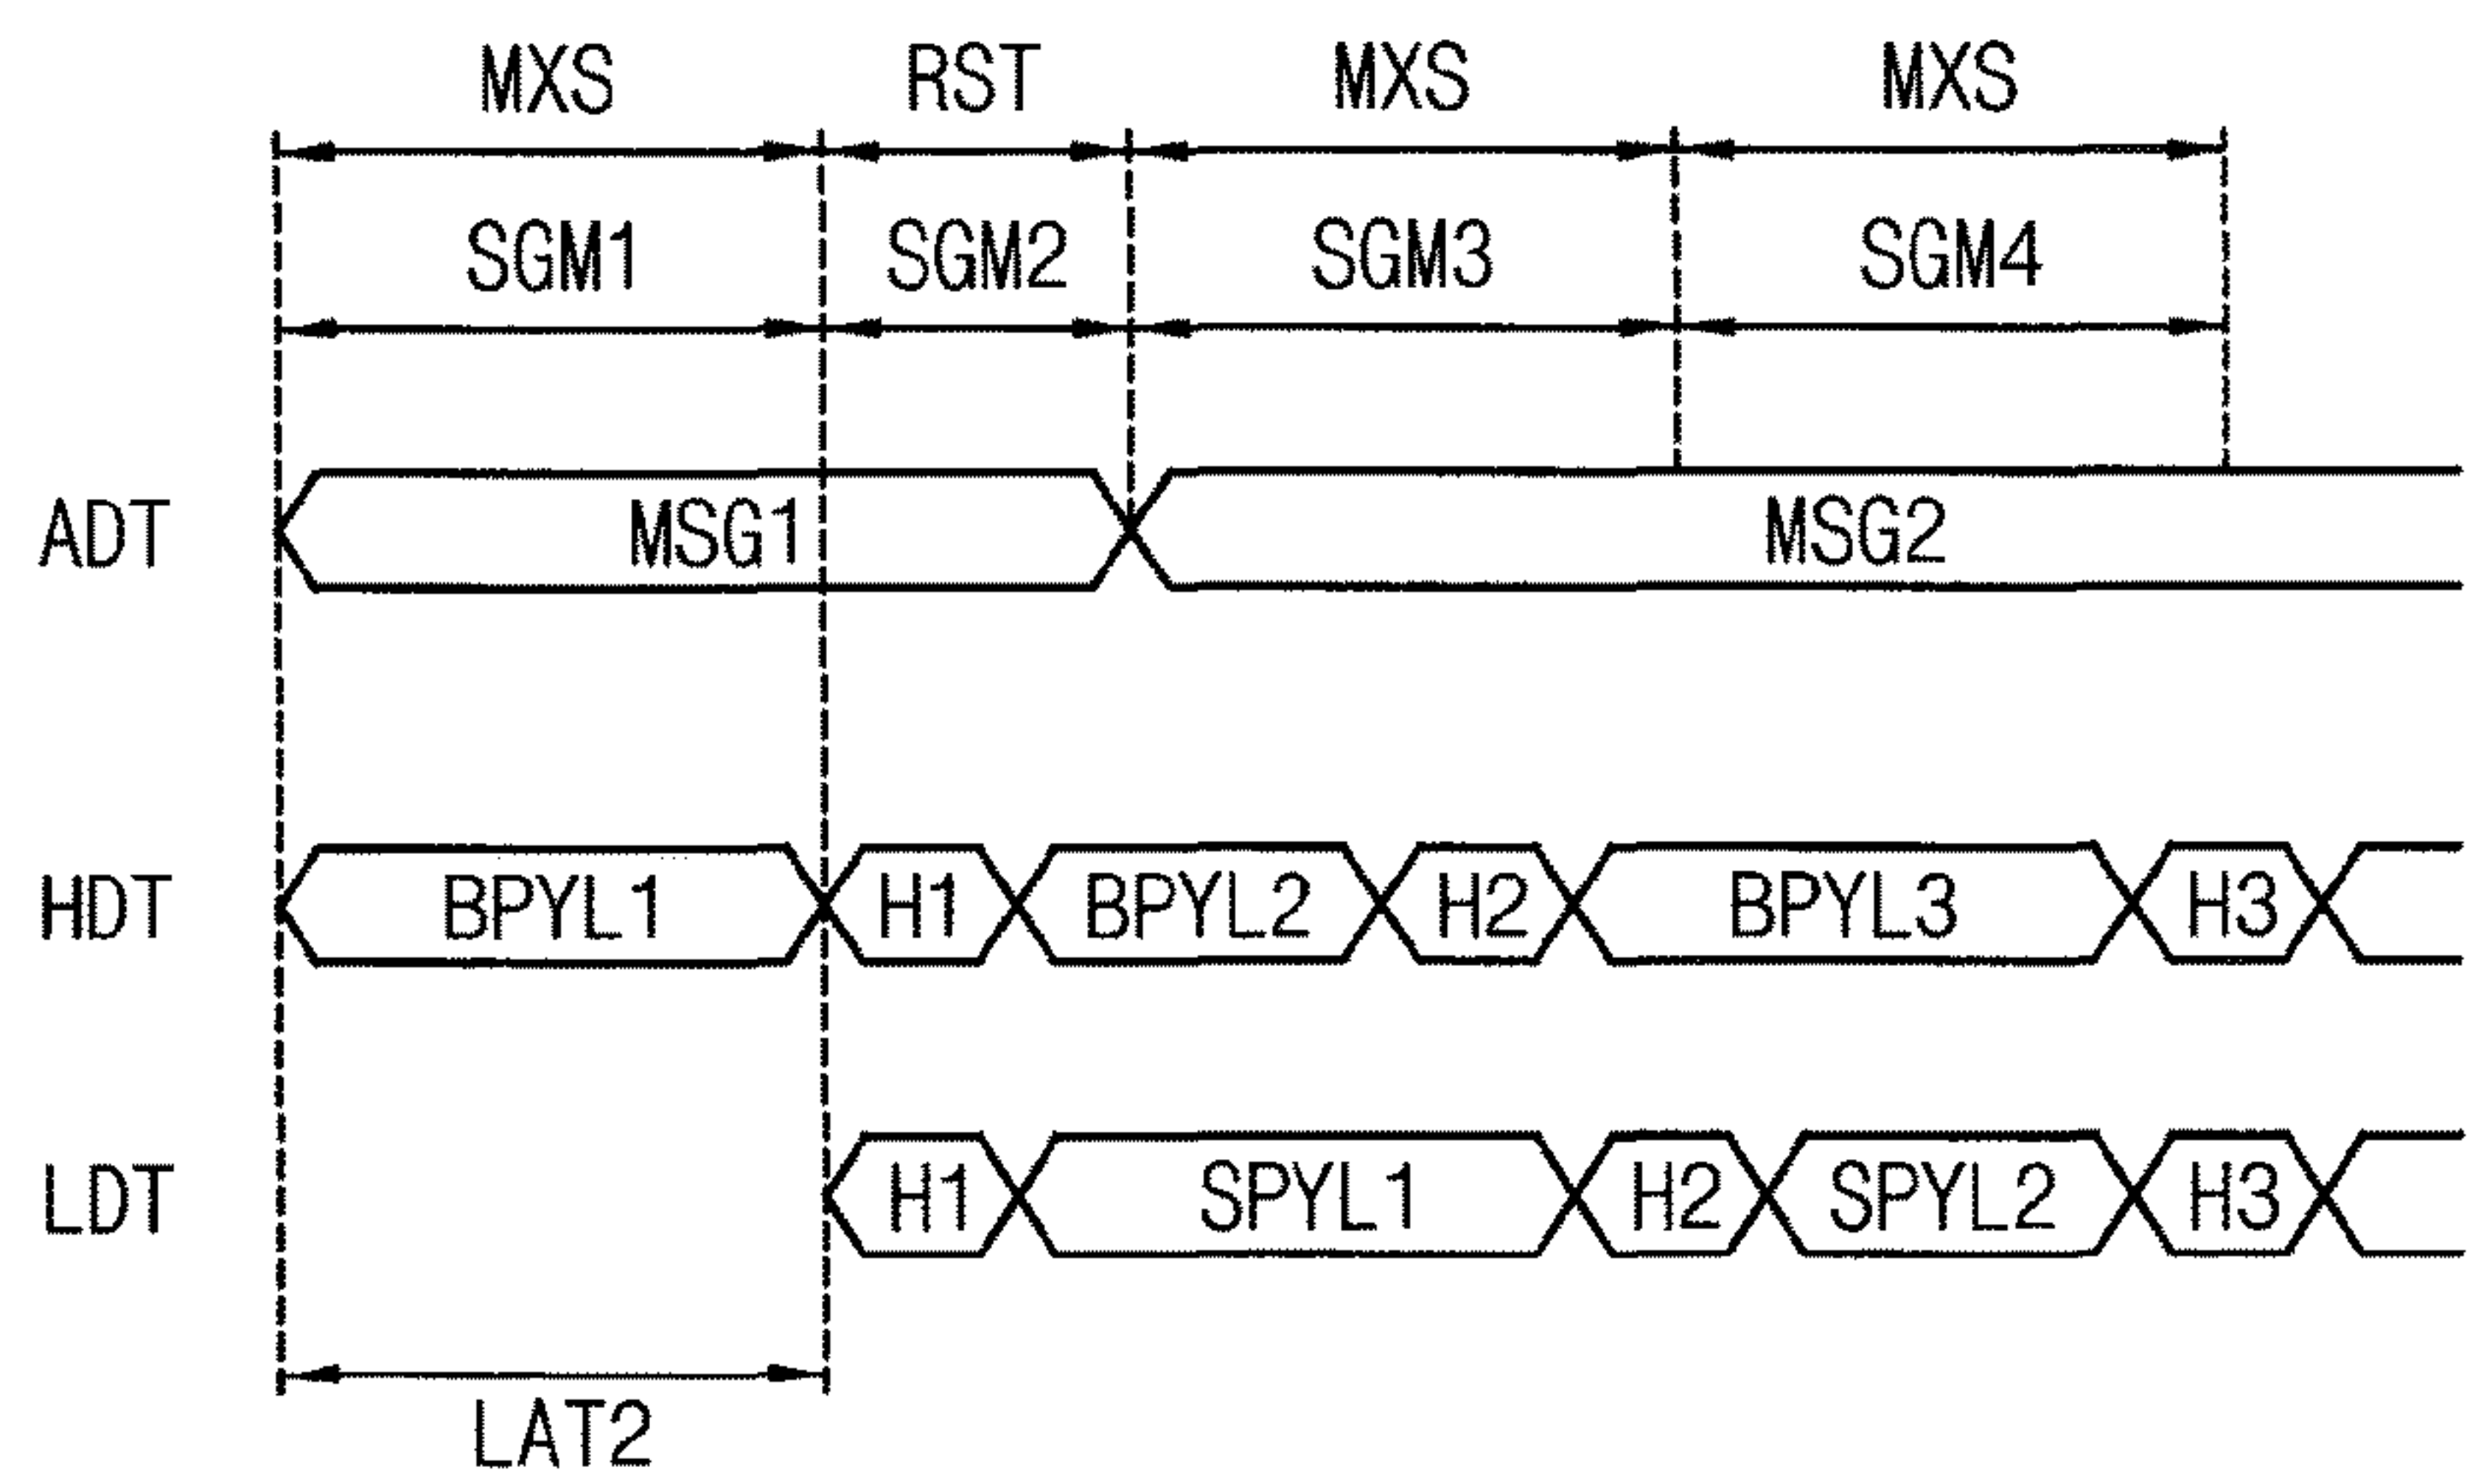 MXS RST MXS MXS
SGM1 SGM2 SGM3 SGM4
ADT MSG1 MSG2
HDT BPYL1 H1 BPYL2 H2 BPYL3 H3
LDT H1 SPYL1 H2 SPYL2 H3
LAT2